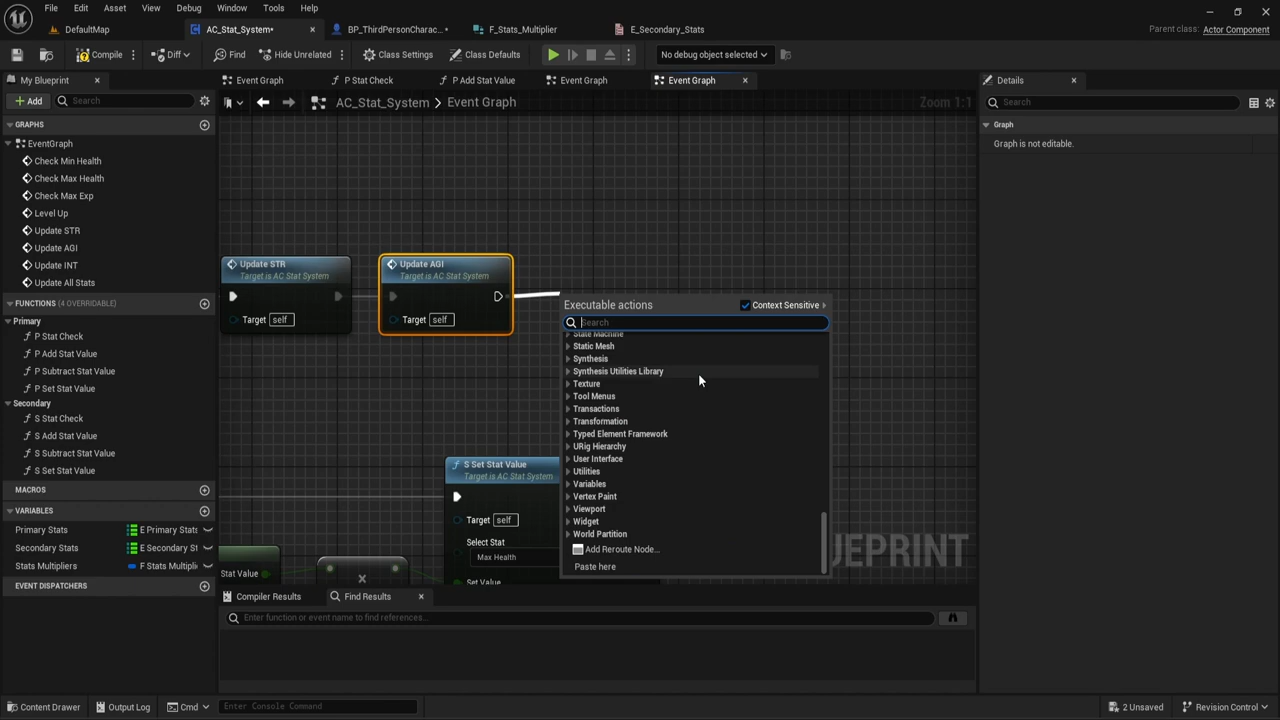 File Edit Asset View Debug Window Tools Help
DefaultMap AC_Stat_System* BP_ThirdPersonCharac... F_Stats_Multiplier E_Secondary_Stats Parent class: Actor Component
Compile Diff Find Hide Unrelated Class Settings Class Defaults No debug object selected
My Blueprint Event Graph P Stat Check P Add Stat Value Event Graph Event Graph Details
Add Search AC_Stat_System > Event Graph Zoom 1:1 Search
GRAPHS Graph
EventGraph Graph is not editable.
Check Min Health
Check Max Health
Check Max Exp
Level Up
Update STR
Update AGI
Update INT
Update All Stats
FUNCTIONS (4 OVERRIDABLE)
Primary
P Stat Check
P Add Stat Value
P Subtract Stat Value
P Set Stat Value
Secondary
S Stat Check
S Add Stat Value
S Subtract Stat Value
S Set Stat Value
MACROS
VARIABLES
Primary Stats E Primary Stats
Secondary Stats E Secondary St
Stats Multipliers F Stats Multipli
EVENT DISPATCHERS
Update STR
Target is AC Stat System
Target self
Update AGI
Target is AC Stat System
Target self
S Set Stat Value
Target is AC Stat System
Target self
Select Stat
Max Health
Set Value
Stat Value
X
Executable actions Context Sensitive
Search
State Machine
Static Mesh
Synthesis
Synthesis Utilities Library
Texture
Tool Menus
Transactions
Transformation
Typed Element Framework
URig Hierarchy
User Interface
Utilities
Variables
Vertex Paint
Viewport
Widget
World Partition
Add Reroute Node...
Paste here
UEPRINT
Compiler Results Find Results
Enter function or event name to find references...
Content Drawer Output Log Cmd Enter Console Command 2 Unsaved Revision Control